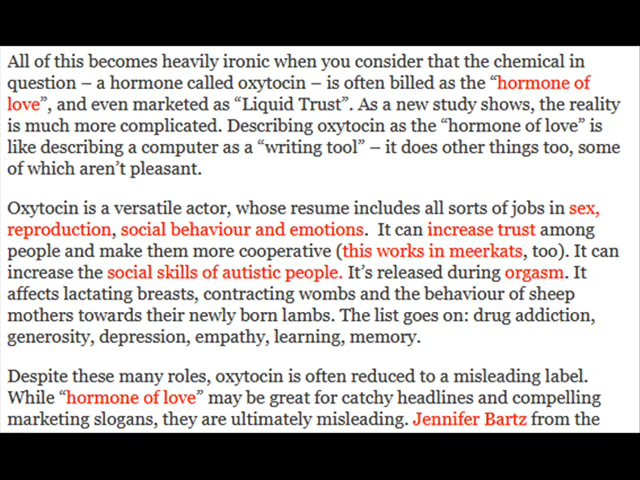 All of this becomes heavily ironic when you consider that the chemical in
question – a hormone called oxytocin – is often billed as the “hormone of
love”, and even marketed as “Liquid Trust”. As a new study shows, the reality
is much more complicated. Describing oxytocin as the “hormone of love” is
like describing a computer as a “writing tool” – it does other things too, some
of which aren’t pleasant.
Oxytocin is a versatile actor, whose resume includes all sorts of jobs in sex,
reproduction, social behaviour and emotions.  It can increase trust among
people and make them more cooperative (this works in meerkats, too). It can
increase the social skills of autistic people. It’s released during orgasm. It
affects lactating breasts, contracting wombs and the behaviour of sheep
mothers towards their newly born lambs. The list goes on: drug addiction,
generosity, depression, empathy, learning, memory.
Despite these many roles, oxytocin is often reduced to a misleading label.
While “hormone of love” may be great for catchy headlines and compelling
marketing slogans, they are ultimately misleading. Jennifer Bartz from the